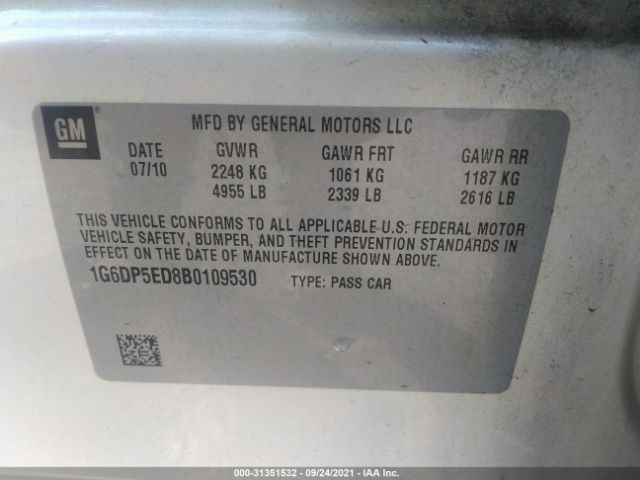 GM
MFD BY GENERAL MOTORS LLC
DATE GVWR GAWR FRT GAWR RR
07/10 2248 KG 1061 KG 1187 KG
4955 LB 2339 LB 2616 LB
THIS VEHICLE CONFORMS TO ALL APPLICABLE U.S. FEDERAL MOTOR
VEHICLE SAFETY, BUMPER, AND THEFT PREVENTION STANDARDS IN
EFFECT ON THE DATE OF MANUFACTURE SHOWN ABOVE.
1G6DP5ED8B0109530 TYPE: PASS CAR
000-31351532 - 09/24/2021 - IAA Inc.